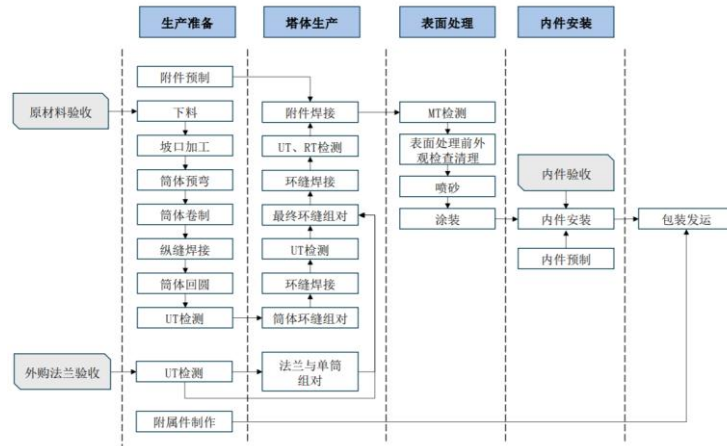 生产准备
塔体生产
表面处理
内件安装
附件预制
原材料验收
下料
附件焊接
MT检测
坡口加工
UT、RT检测
表面处理前外
观检查清理
筒体预弯
环缝焊接
喷砂
内件验收
筒体卷制
最终环缝组对
涂装
内件安装
包装发运
纵缝焊接
UT检测
内件预制
筒体回圆
环缝焊接
UT检测
筒体环缝组对
外购法兰验收
UT检测
法兰与单筒
组对
附属件制作